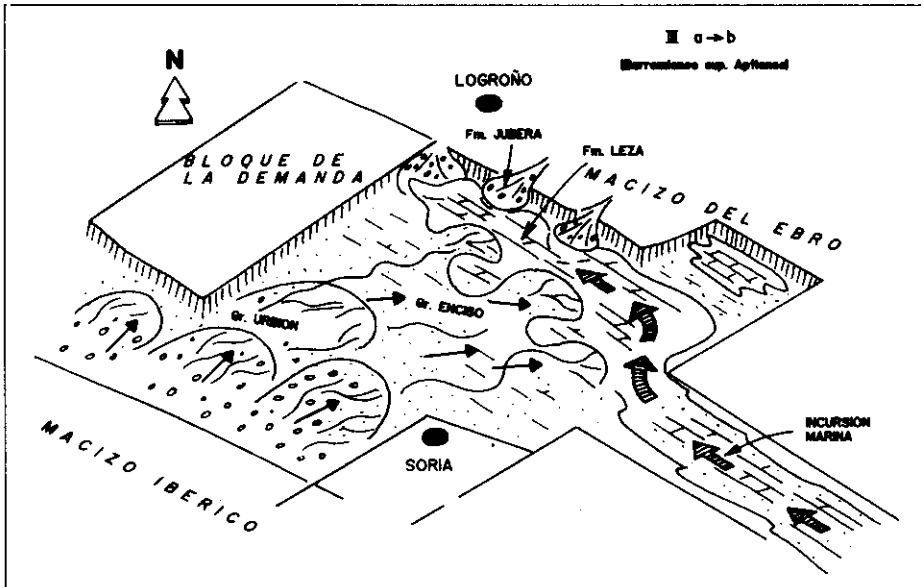 III a→b
(Barremiense sup. Aptiense)
N
LOGROÑO
Fm. JUBERA
Fm. LEZA
BLOQUE DE
LA DEMANDA
MACIZO DEL EBRO
Gr. URBION
Gr. ENCISO
INCURSION
MARINA
SORIA
MACIZO IBERICO